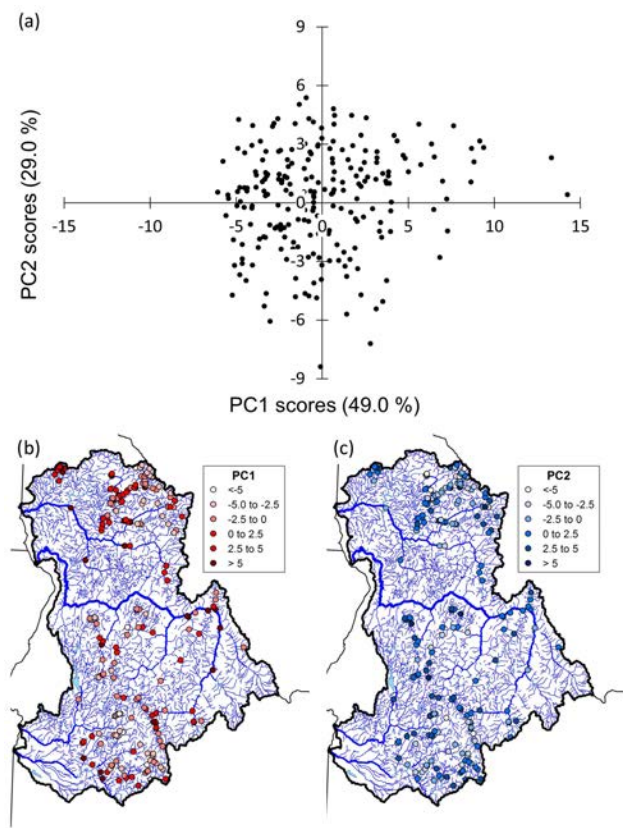 (a)
9
6
3
0
-3
-6
-9
-15
-10
-5
0
5
10
15
PC2 scores (29.0 %)
PC1 scores (49.0 %)
(b)
PC1
<-5
-5.0 to -2.5
-2.5 to 0
0 to 2.5
2.5 to 5
> 5
(c)
PC2
<-5
-5.0 to -2.5
-2.5 to 0
0 to 2.5
2.5 to 5
> 5